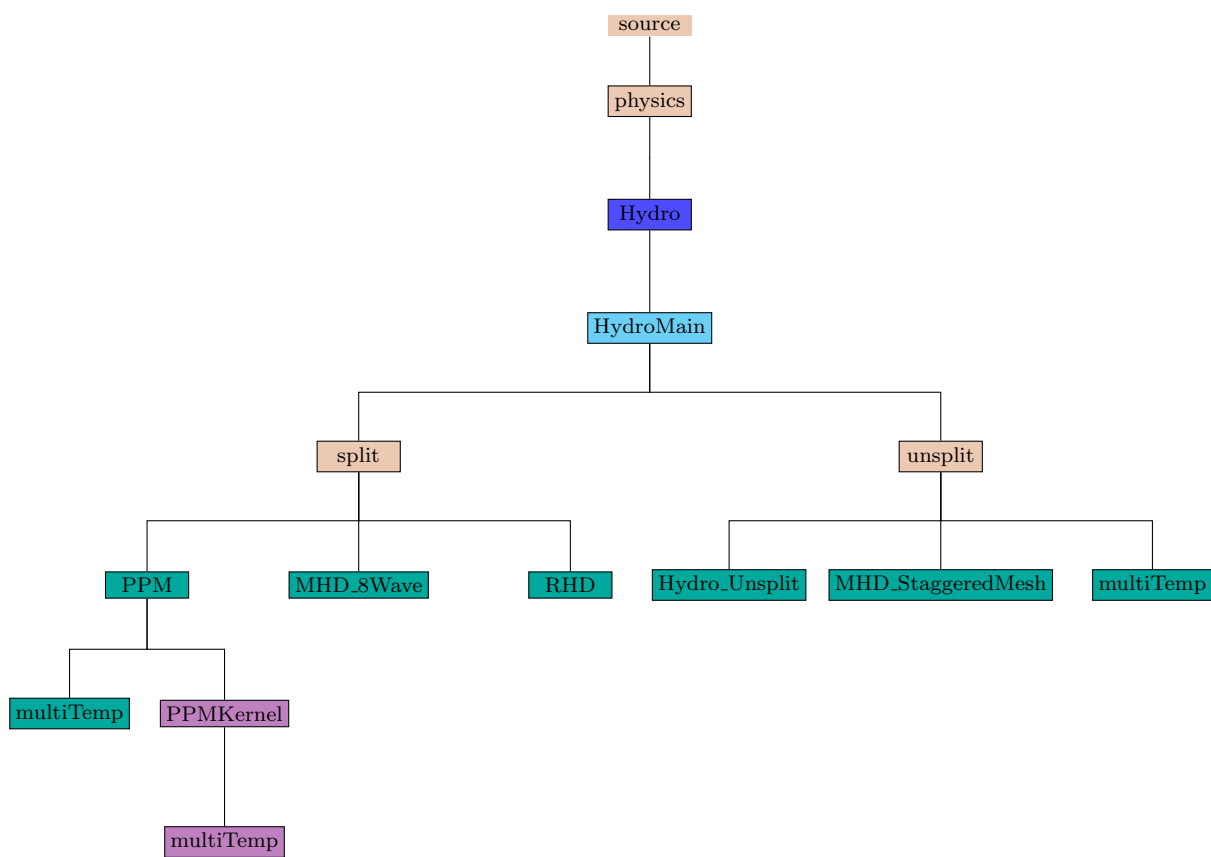 source
physics
Hydro
HydroMain
split
unsplit
PPM
MHD_8Wave
RHD
Hydro_Unsplit
MHD_StaggeredMesh
multiTemp
multiTemp
PPMKernel
multiTemp